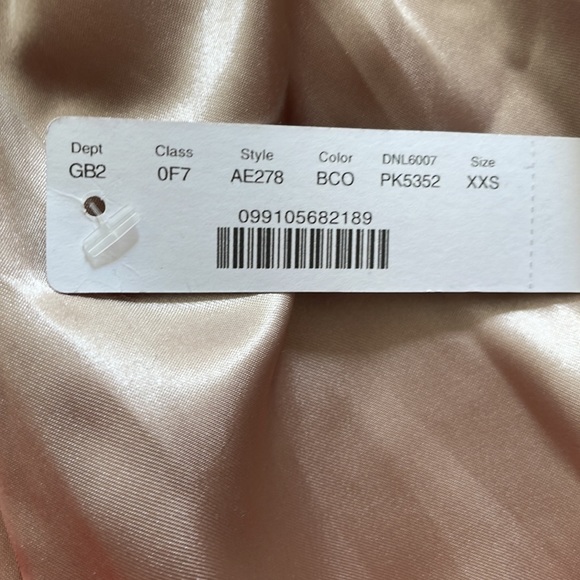 Dept Class Style Color DNL6007 Size
GB2 0F7 AE278 BCO PK5352 XXS
099105682189